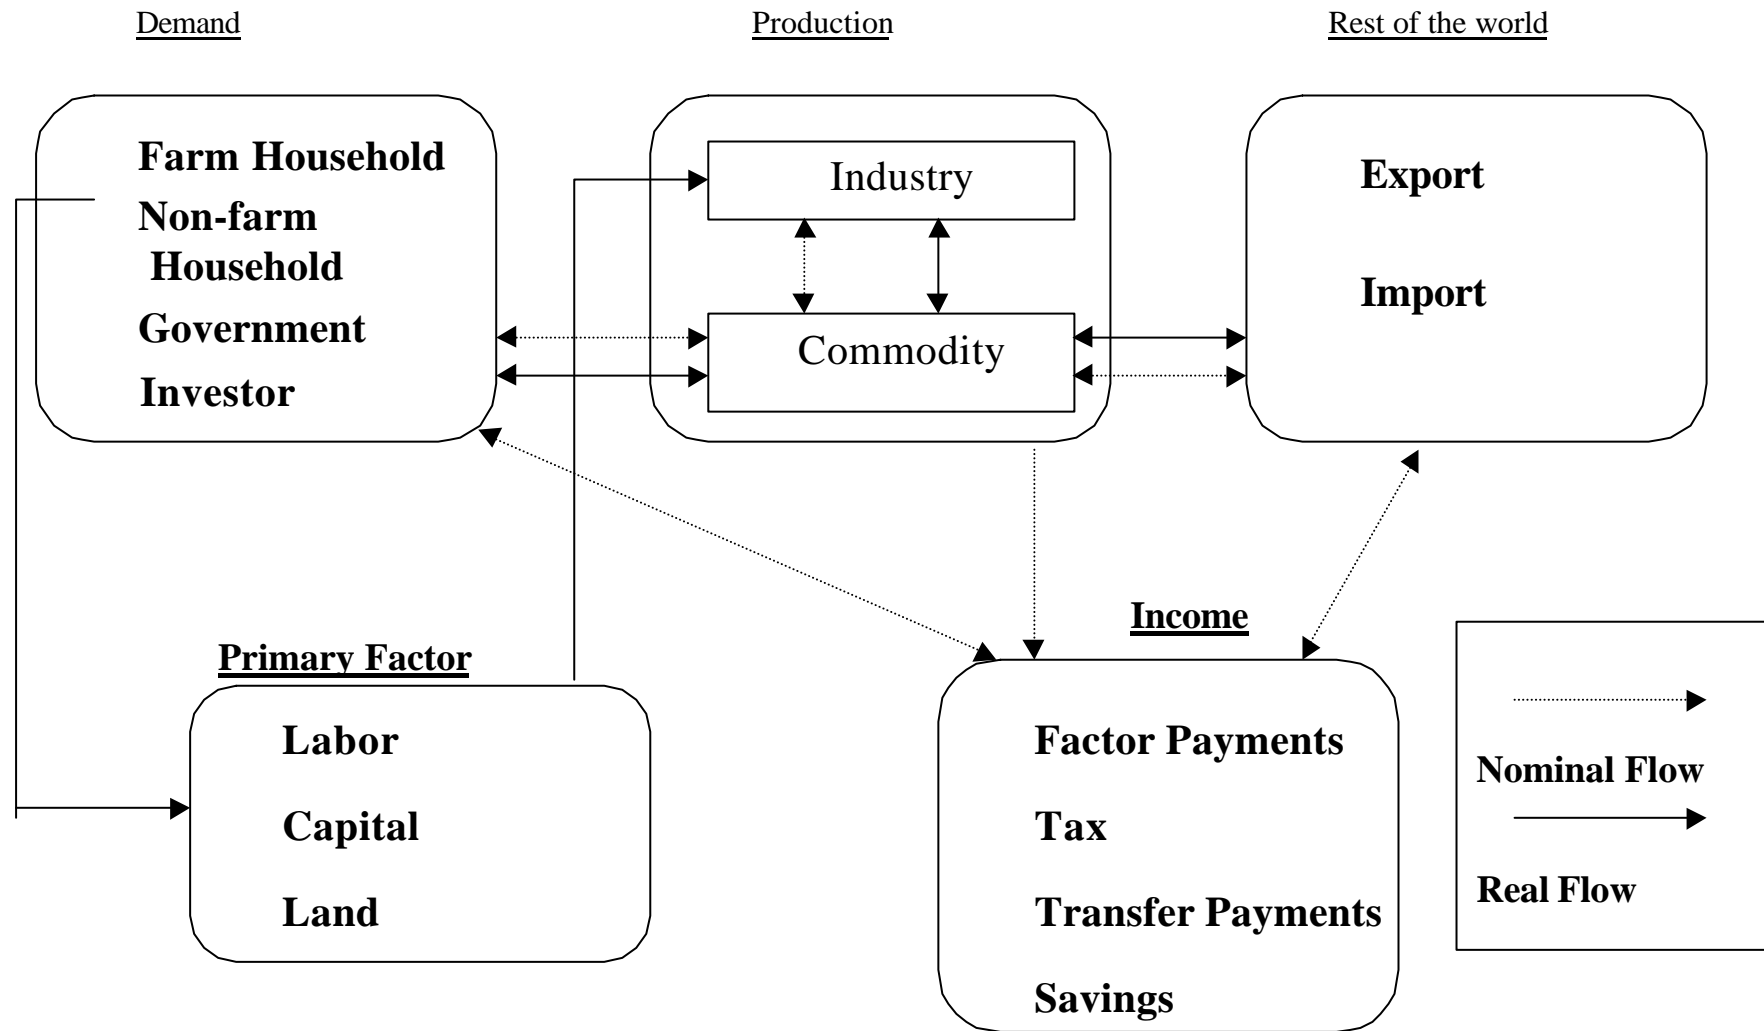 Demand
Production
Rest of the world
Farm Household
Non-farm
Household
Government
Investor
Industry
Commodity
Export
Import
Primary Factor
Labor
Capital
Land
Income
Factor Payments
Tax
Transfer Payments
Savings
Nominal Flow
Real Flow